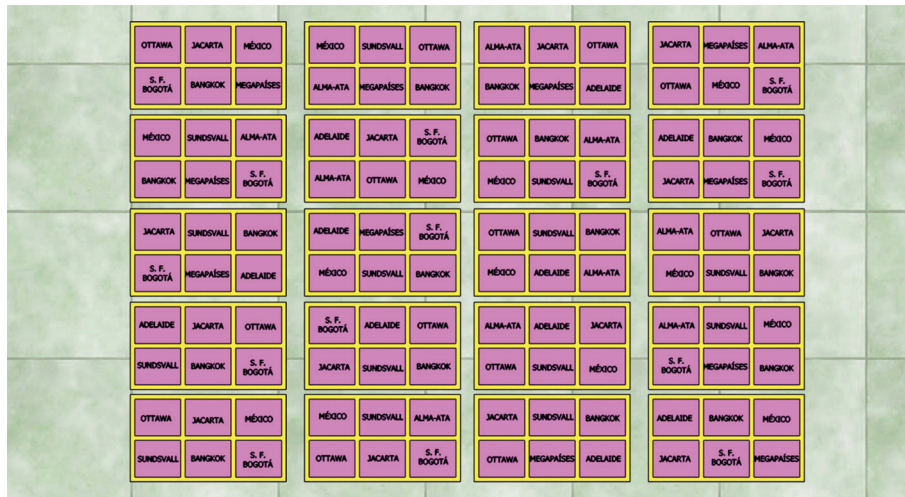 OTTAWA JACARTA MÉXICO
S. F. BOGOTÁ BANGKOK MEGAPAÍSES
MÉXICO SUNDSVALL OTTAWA
ALMA-ATA MEGAPAÍSES BANGKOK
ALMA-ATA JACARTA OTTAWA
BANGKOK MEGAPAÍSES ADELAIDE
JACARTA MEGAPAÍSES ALMA-ATA
OTTAWA MÉXICO S. F. BOGOTÁ
MÉXICO SUNDSVALL ALMA-ATA
BANGKOK MEGAPAÍSES S. F. BOGOTÁ
ADELAIDE JACARTA S. F. BOGOTÁ
ALMA-ATA OTTAWA MÉXICO
OTTAWA BANGKOK ALMA-ATA
MÉXICO SUNDSVALL S. F. BOGOTÁ
ADELAIDE BANGKOK MÉXICO
JACARTA MEGAPAÍSES S. F. BOGOTÁ
JACARTA SUNDSVALL BANGKOK
S. F. BOGOTÁ MEGAPAÍSES ADELAIDE
ADELAIDE MEGAPAÍSES S. F. BOGOTÁ
MÉXICO SUNDSVALL BANGKOK
OTTAWA SUNDSVALL BANGKOK
MÉXICO ADELAIDE ALMA-ATA
ALMA-ATA OTTAWA JACARTA
MÉXICO SUNDSVALL BANGKOK
ADELAIDE JACARTA OTTAWA
SUNDSVALL BANGKOK S. F. BOGOTÁ
S. F. BOGOTÁ ADELAIDE OTTAWA
JACARTA SUNDSVALL BANGKOK
ALMA-ATA ADELAIDE JACARTA
OTTAWA SUNDSVALL MÉXICO
ALMA-ATA SUNDSVALL MÉXICO
S. F. BOGOTÁ MEGAPAÍSES BANGKOK
OTTAWA JACARTA MÉXICO
SUNDSVALL BANGKOK S. F. BOGOTÁ
MÉXICO SUNDSVALL ALMA-ATA
OTTAWA JACARTA S. F. BOGOTÁ
JACARTA SUNDSVALL BANGKOK
OTTAWA MEGAPAÍSES ADELAIDE
ADELAIDE BANGKOK MÉXICO
JACARTA S. F. BOGOTÁ MEGAPAÍSES